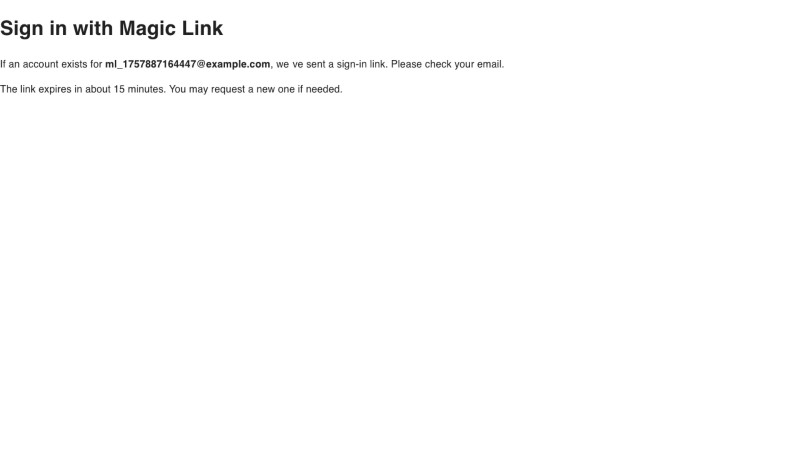 Sign in with Magic Link
If an account exists for ml_1757887164447@example.com, we ve sent a sign-in link. Please check your email.
The link expires in about 15 minutes. You may request a new one if needed.